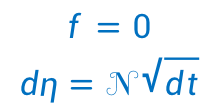 f = 0
dη = 𝒩√dt